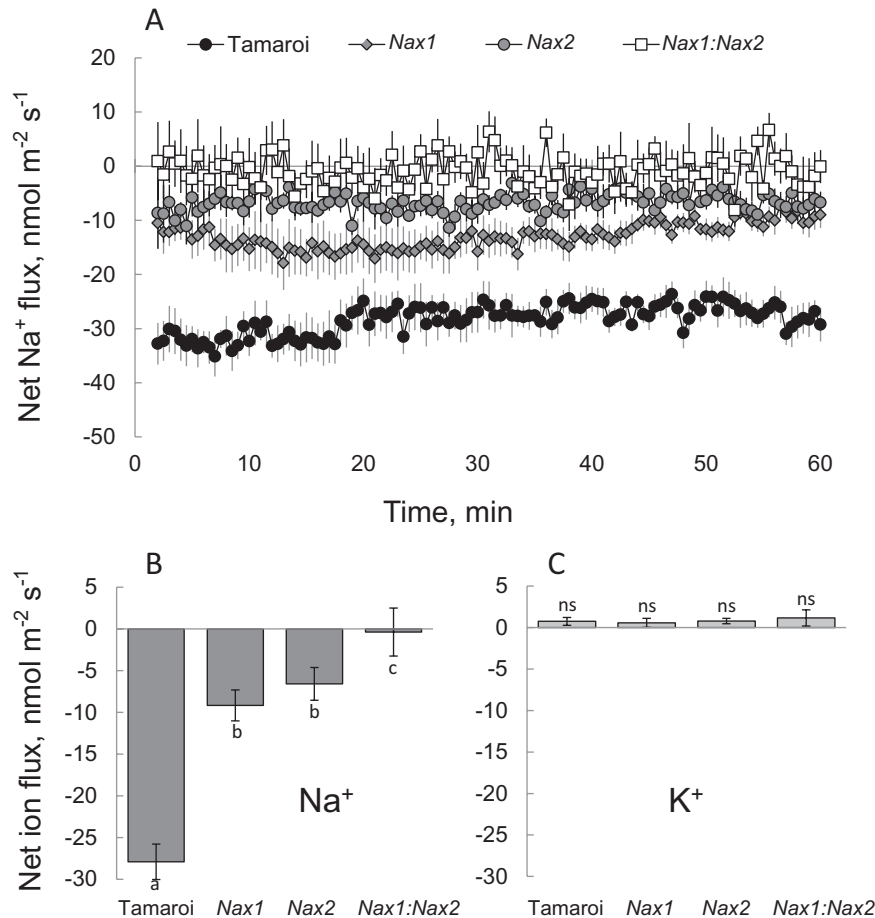 A
Tamaroi Nax1 Nax2 Nax1:Nax2
20
10
0
-10
-20
-30
-40
-50
Net Na⁺ flux, nmol m⁻² s⁻¹
0 10 20 30 40 50 60
Time, min
B
5
0
-5
-10
-15
-20
-25
-30
Net ion flux, nmol m⁻² s⁻¹
a b b c
Na⁺
Tamaroi Nax1 Nax2 Nax1:Nax2
C
5
0
-5
-10
-15
-20
-25
-30
ns ns ns ns
K⁺
Tamaroi Nax1 Nax2 Nax1:Nax2